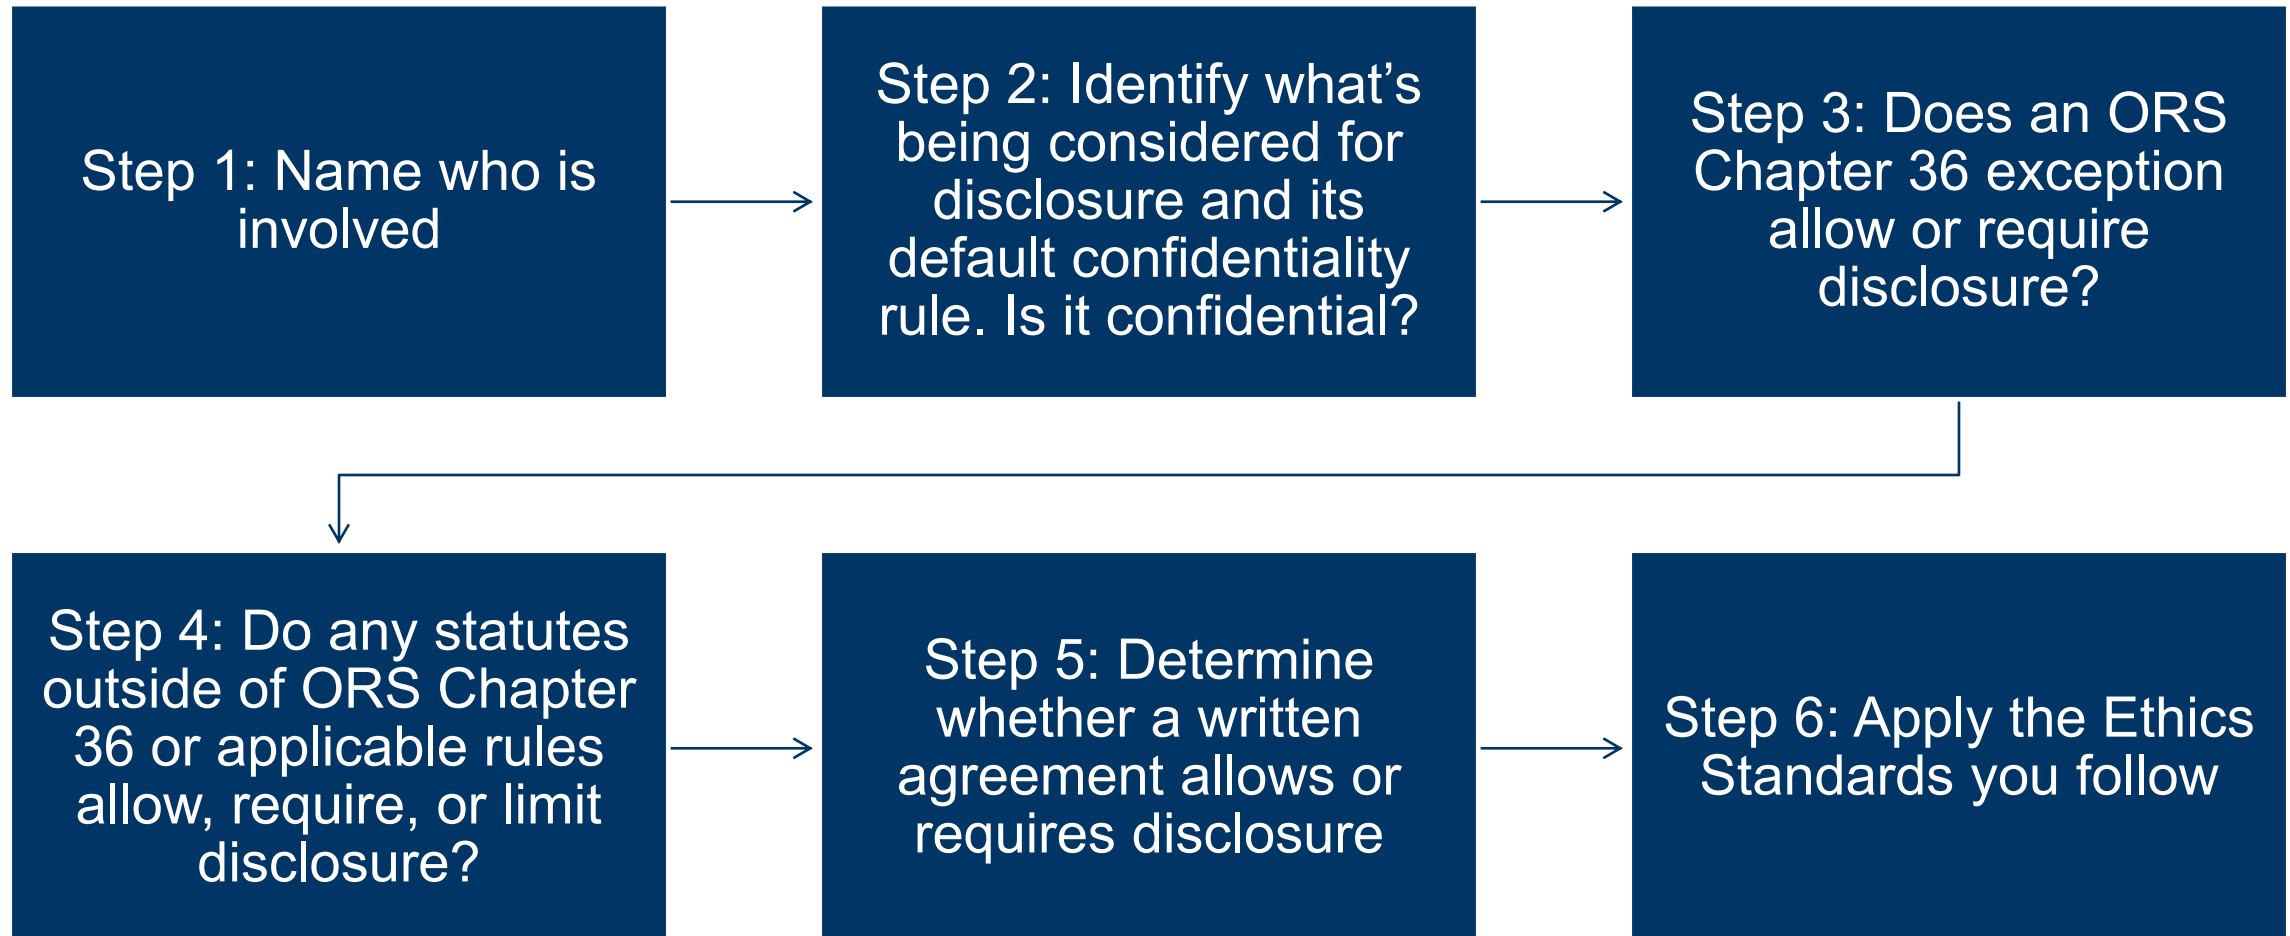 Step 1: Name who is
involved
Step 2: Identify what’s
being considered for
disclosure and its
default confidentiality
rule. Is it confidential?
Step 3: Does an ORS
Chapter 36 exception
allow or require
disclosure?
Step 4: Do any statutes
outside of ORS Chapter
36 or applicable rules
allow, require, or limit
disclosure?
Step 5: Determine
whether a written
agreement allows or
requires disclosure
Step 6: Apply the Ethics
Standards you follow